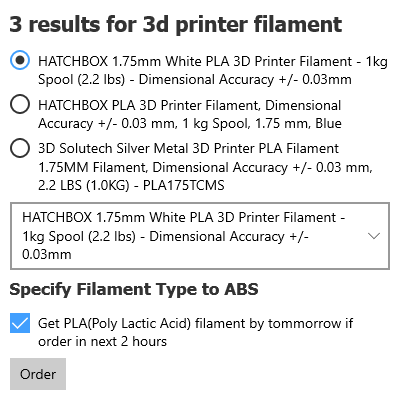 3 results for 3d printer filament
HATCHBOX 1.75mm White PLA 3D Printer Filament - 1kg
Spool (2.2 lbs) - Dimensional Accuracy +/- 0.03mm
HATCHBOX PLA 3D Printer Filament, Dimensional
Accuracy +/- 0.03 mm, 1 kg Spool, 1.75 mm, Blue
3D Solutech Silver Metal 3D Printer PLA Filament
1.75MM Filament, Dimensional Accuracy +/- 0.03 mm,
2.2 LBS (1.0KG) - PLA175TCMS
HATCHBOX 1.75mm White PLA 3D Printer Filament -
1kg Spool (2.2 lbs) - Dimensional Accuracy +/-
0.03mm
Specify Filament Type to ABS
Get PLA(Poly Lactic Acid) filament by tommorrow if
order in next 2 hours
Order